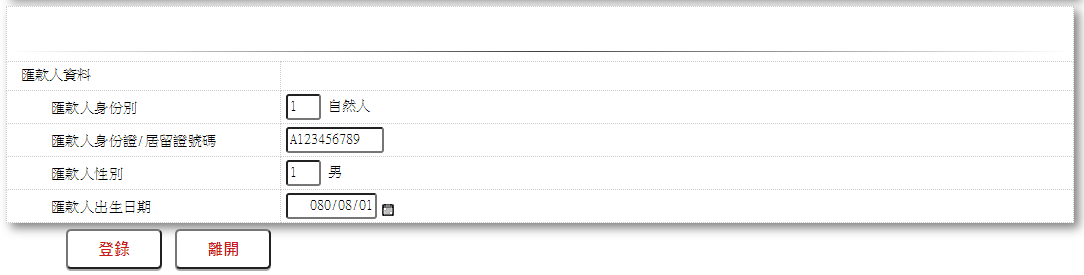 匯款人資料
匯款人身份別 1 自然人
匯款人身份證/居留證號碼 A123456789
匯款人性別 1 男
匯款人出生日期 080/08/01
登錄 離開